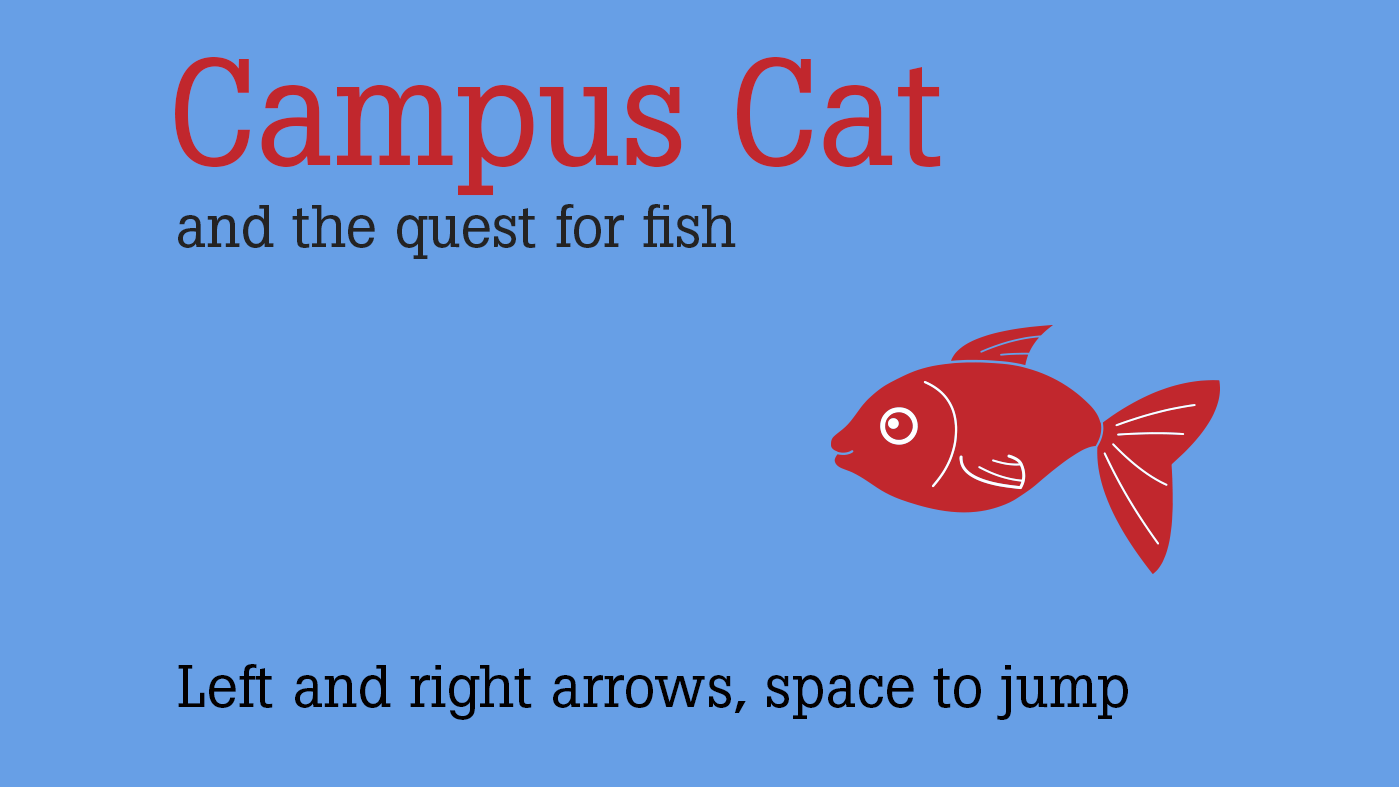 Campus Cat
and the quest for fish
Left and right arrows, space to jump